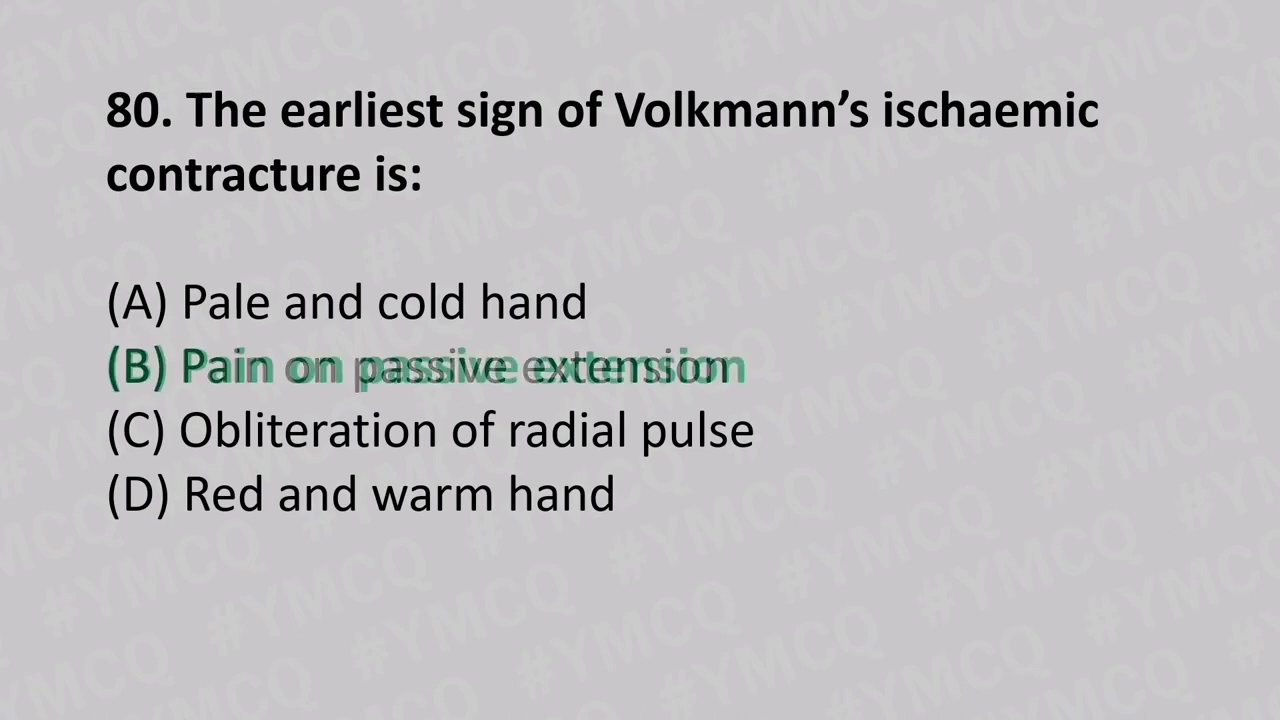 80. The earliest sign of Volkmann’s ischaemic
contracture is:
(A) Pale and cold hand
(B) Pain on passive extension
(C) Obliteration of radial pulse
(D) Red and warm hand
#YMCQ